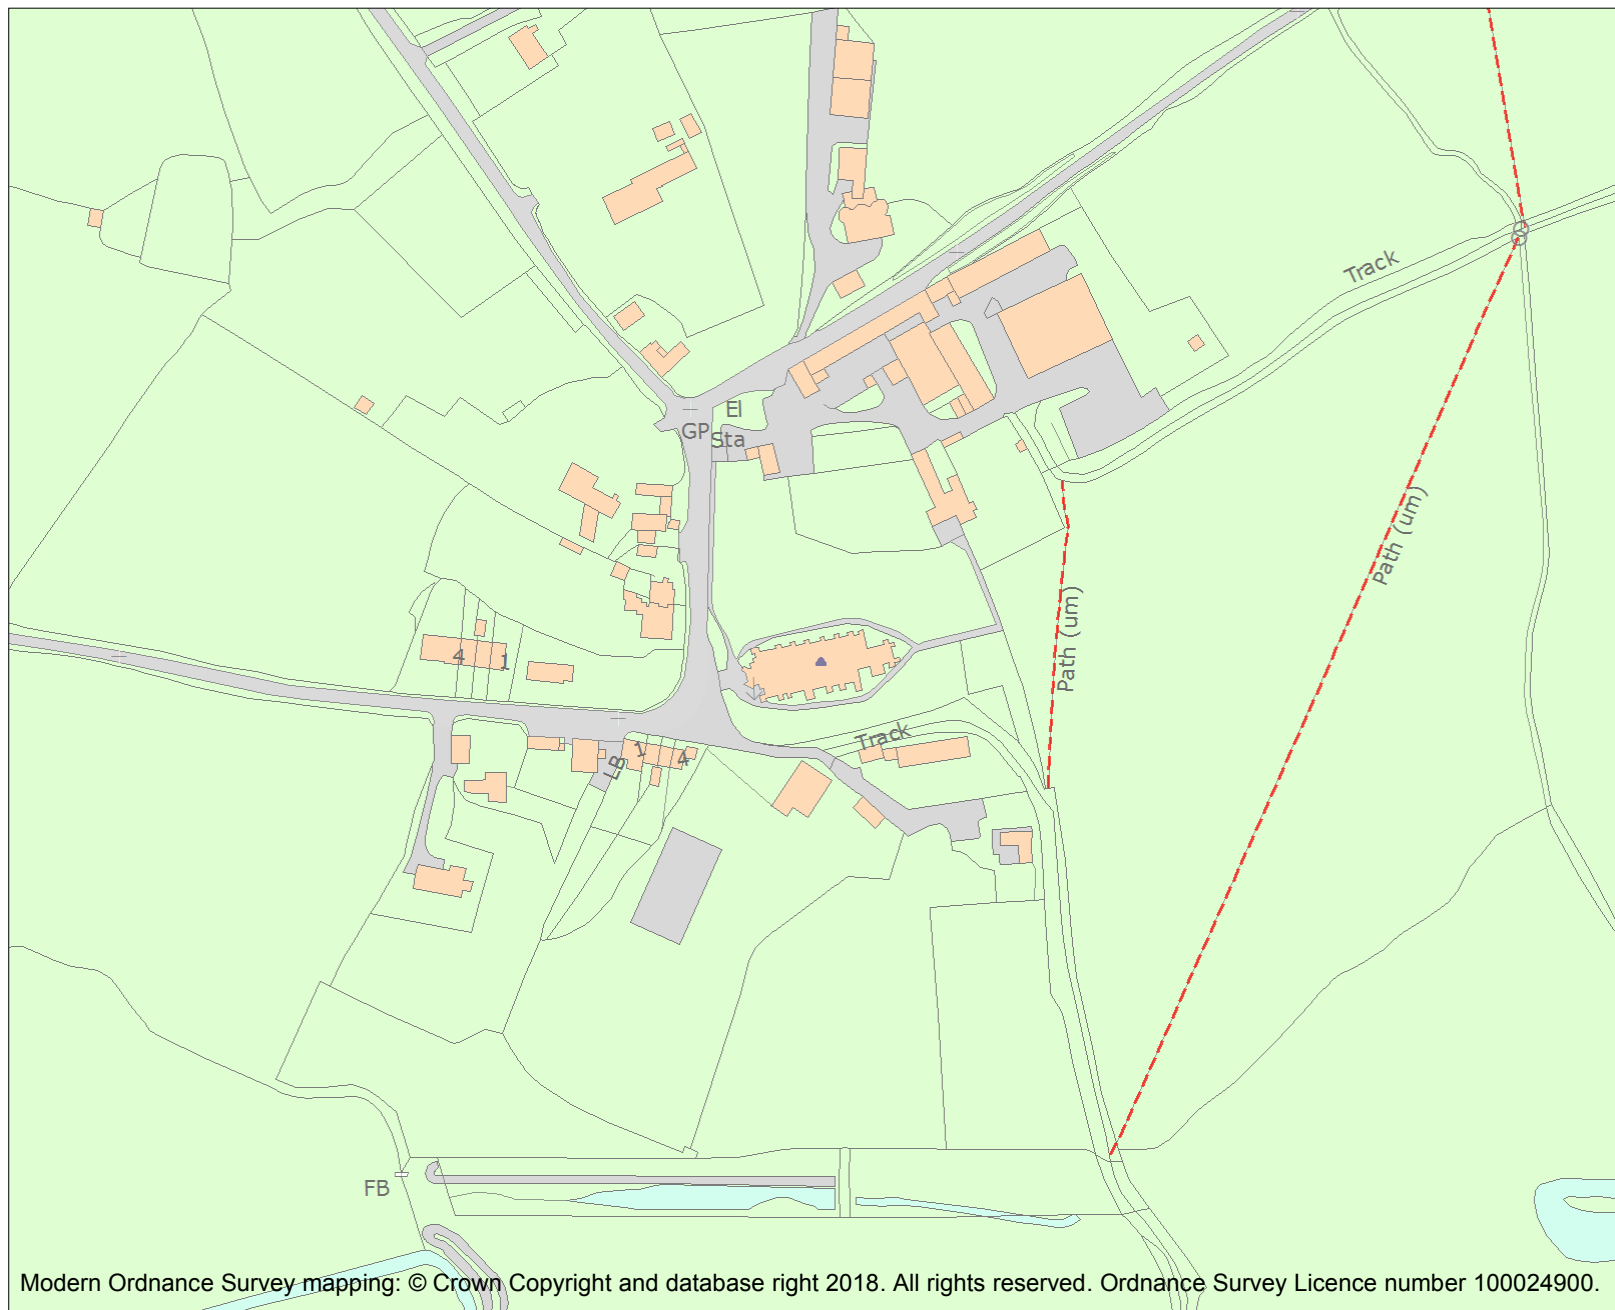 Track
El
GP
Sta
Path (um)
Path (um)
4
1
Track
LB
1
4
FB
Modern Ordnance Survey mapping: © Crown Copyright and database right 2018. All rights reserved. Ordnance Survey Licence number 100024900.